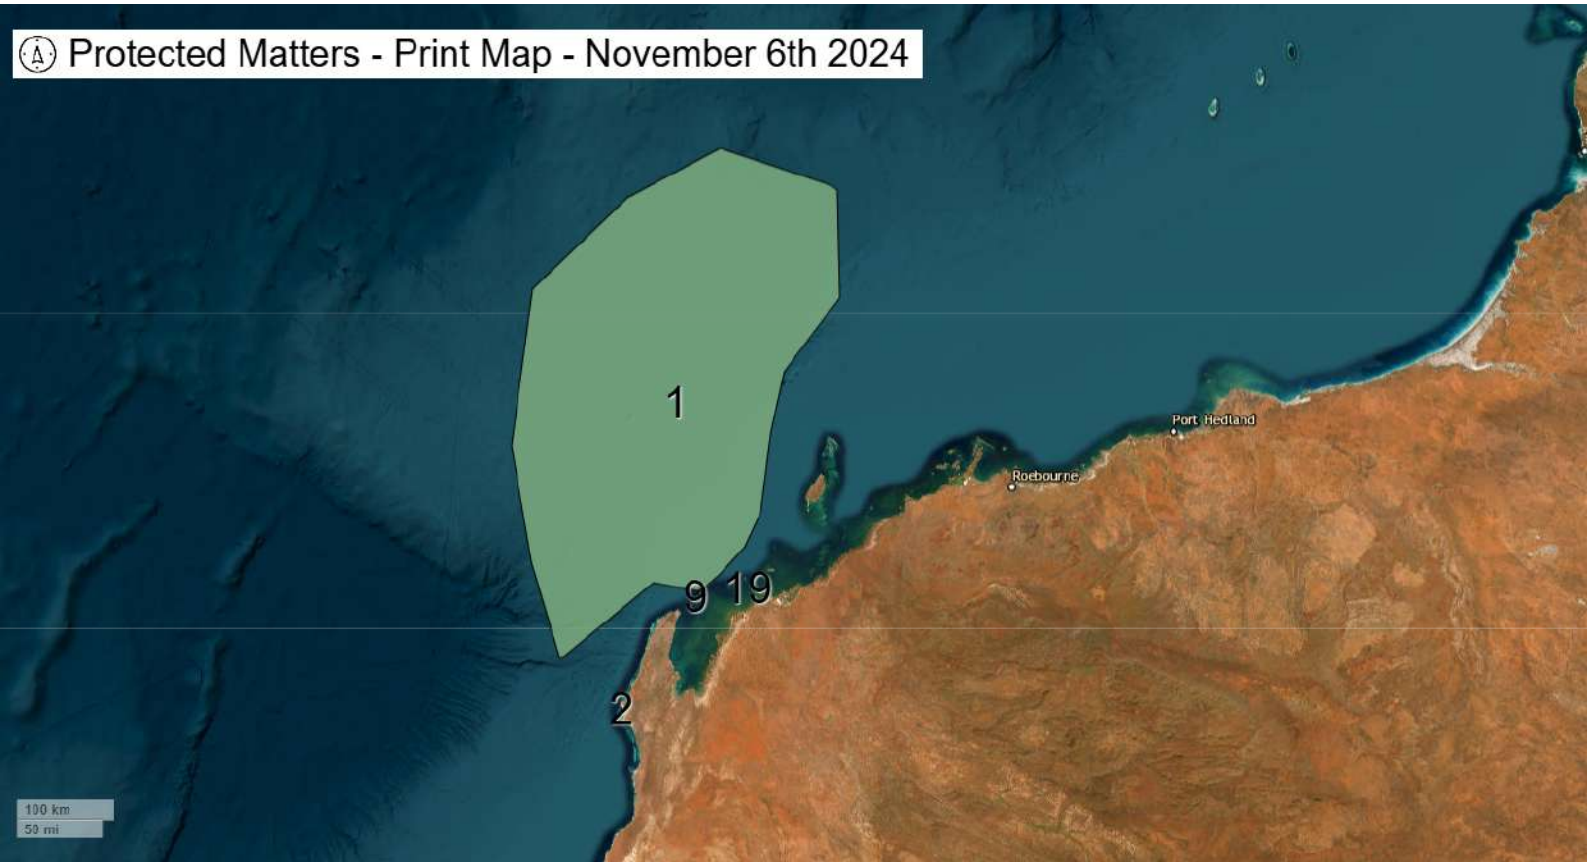 Protected Matters - Print Map - November 6th 2024
1
Port Hedland
Roebourne
9
19
2
100 km
50 mi